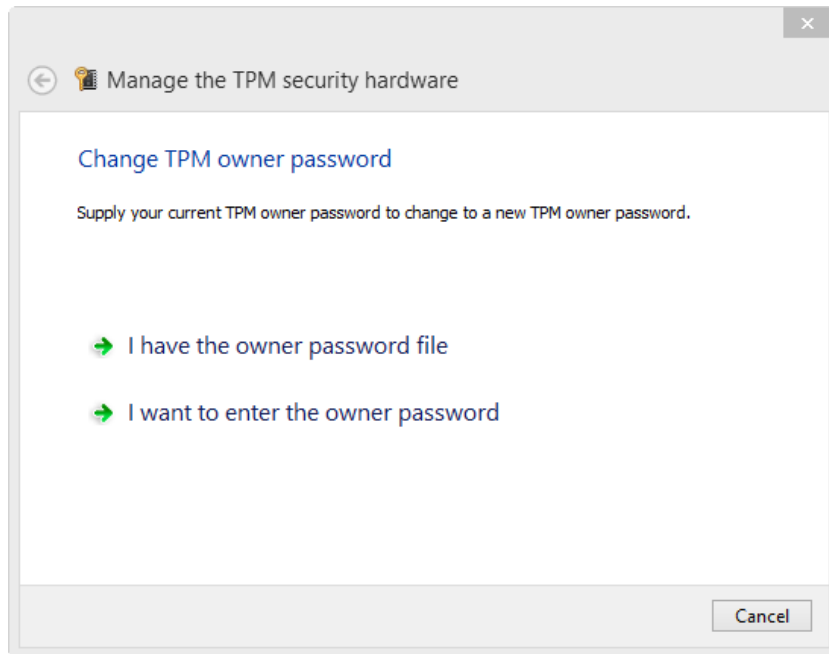 Manage the TPM security hardware
Change TPM owner password
Supply your current TPM owner password to change to a new TPM owner password.
I have the owner password file
I want to enter the owner password
Cancel